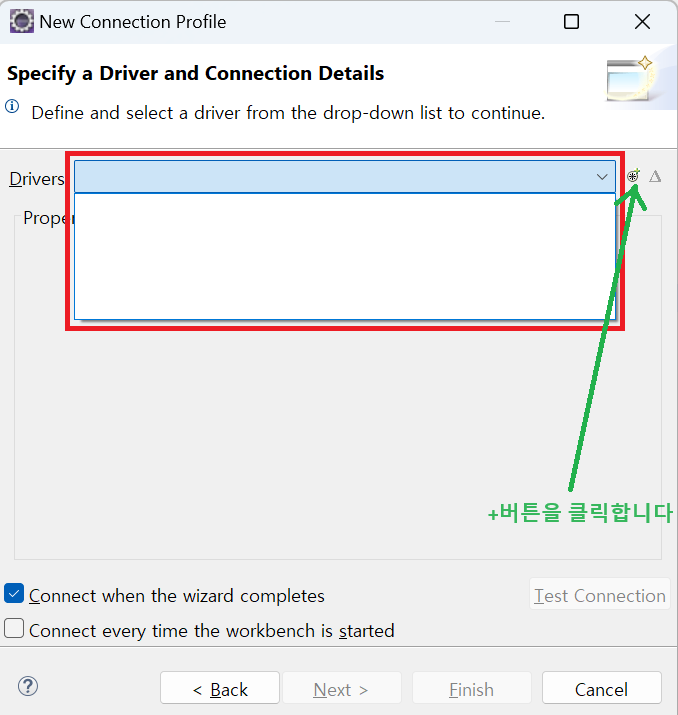 New Connection Profile
Specify a Driver and Connection Details
Define and select a driver from the drop-down list to continue.
Drivers
Proper
+버튼을 클릭합니다
Connect when the wizard completes
Test Connection
Connect every time the workbench is started
< Back
Next >
Finish
Cancel